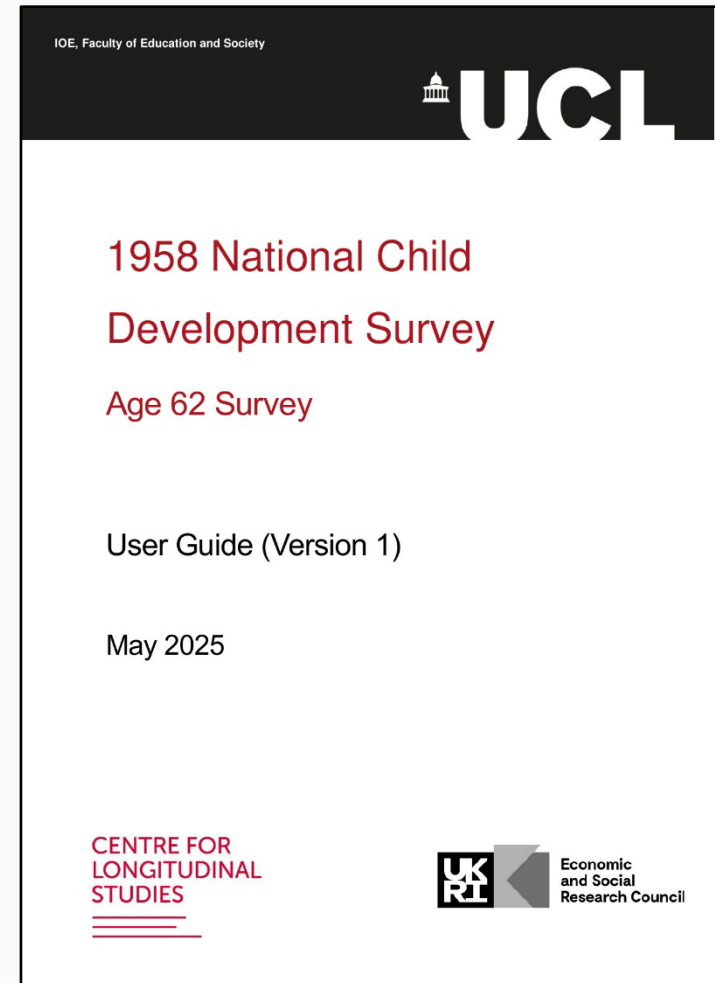 IOE, Faculty of Education and Society
UCL
1958 National Child
Development Survey
Age 62 Survey
User Guide (Version 1)
May 2025
CENTRE FOR
LONGITUDINAL
STUDIES
UK
RI
Economic
and Social
Research Council